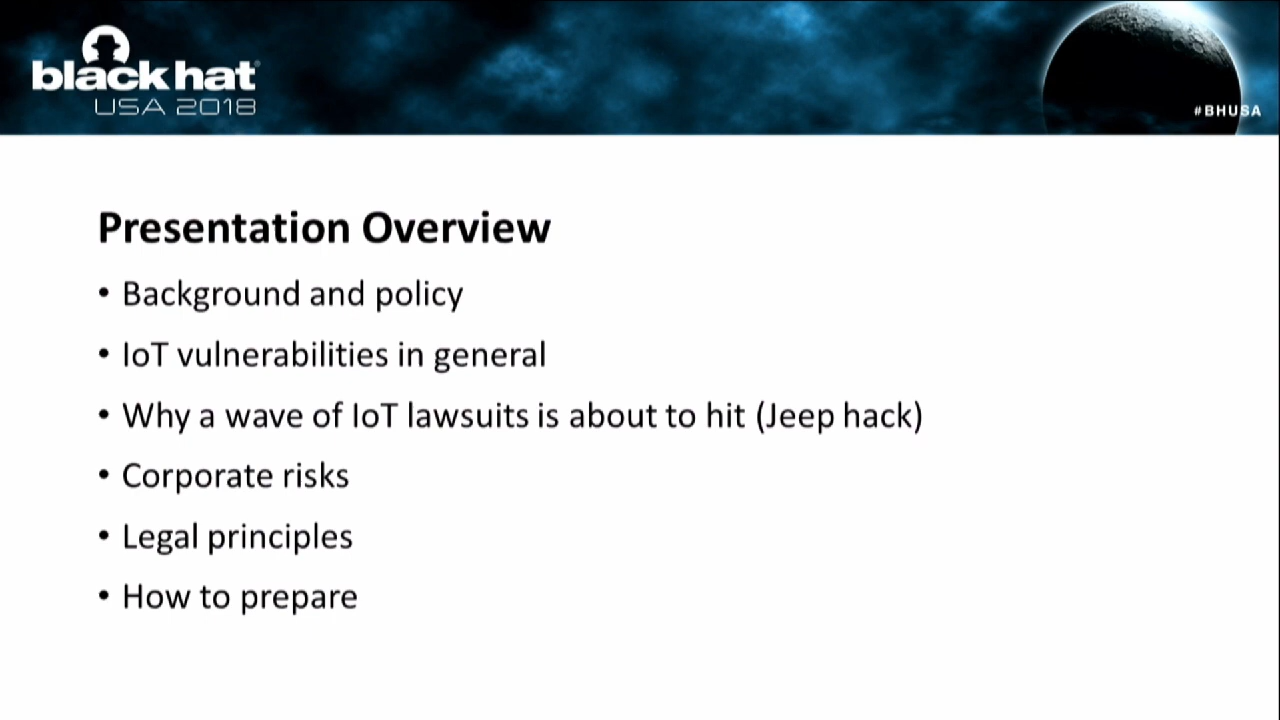 black hat
USA 2018
#BHUSA
Presentation Overview
• Background and policy
• IoT vulnerabilities in general
• Why a wave of IoT lawsuits is about to hit (Jeep hack)
• Corporate risks
• Legal principles
• How to prepare